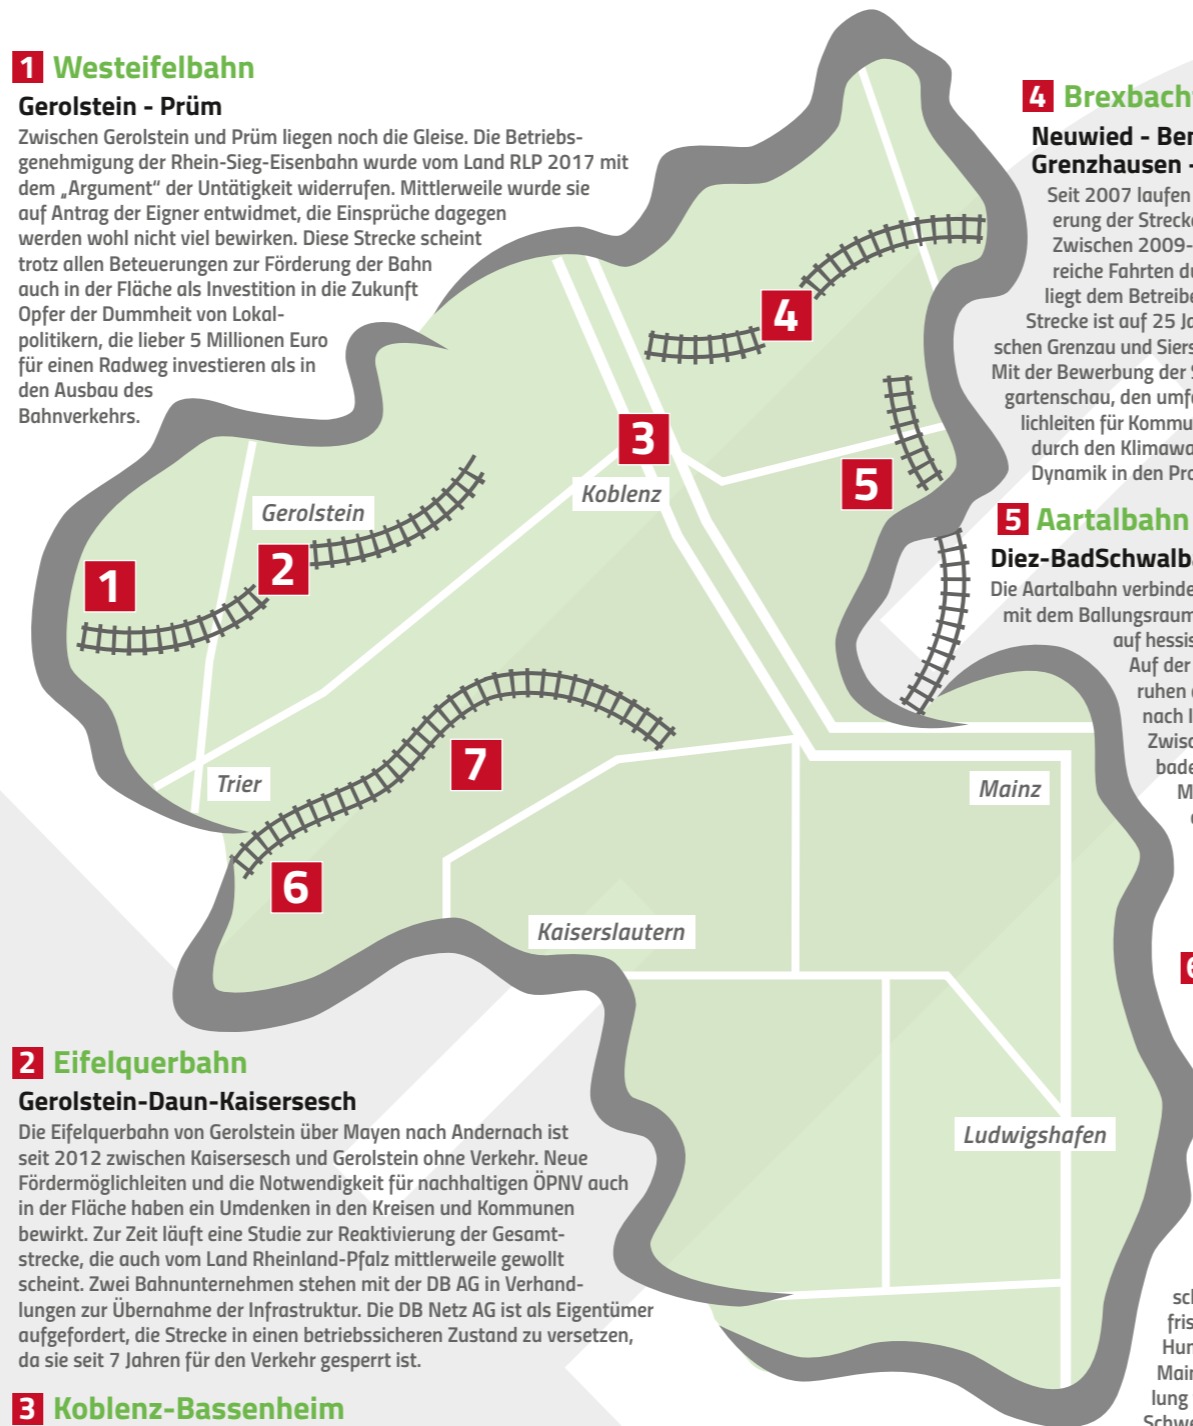 1 Westeifelbahn
Gerolstein - Prüm
Zwischen Gerolstein und Prüm liegen noch die Gleise. Die Betriebs-
genehmigung der Rhein-Sieg-Eisenbahn wurde vom Land RLP 2017 mit
dem „Argument“ der Untätigkeit widerrufen. Mittlerweile wurde sie
auf Antrag der Eigner entwidmet, die Einsprüche dagegen
werden wohl nicht viel bewirken. Diese Strecke scheint
trotz allen Beteuerungen zur Förderung der Bahn
auch in der Fläche als Investition in die Zukunft
Opfer der Dummheit von Lokal-
politikern, die lieber 5 Millionen Euro
für einen Radweg investieren als in
den Ausbau des
Bahnverkehrs.
4 Brexbach
Neuwied - Ben
Grenzhausen -
Seit 2007 laufen
erung der Strecke
Zwischen 2009-
reiche Fahrten du
liegt dem Betreibe
Strecke ist auf 25 Ja
schen Grenzau und Siers
Mit der Bewerbung der S
gartenschau, den umf
lichleiten für Kommu
durch den Klimawa
Dynamik in den Pro
5 Aartalbahn
Diez-BadSchwalba
Die Aartalbahn verbinde
mit dem Ballungsraum
auf hessis
Auf der
ruhen
nach I
Zwisc
bade
M
4
3
Koblenz
5
Gerolstein
2
1
7
Trier
Mainz
6
Kaiserslautern
Ludwigshafen
6
2 Eifelquerbahn
Gerolstein-Daun-Kaisersesch
Die Eifelquerbahn von Gerolstein über Mayen nach Andernach ist
seit 2012 zwischen Kaisersesch und Gerolstein ohne Verkehr. Neue
Fördermöglichleiten und die Notwendigkeit für nachhaltigen ÖPNV auch
in der Fläche haben ein Umdenken in den Kreisen und Kommunen
bewirkt. Zur Zeit läuft eine Studie zur Reaktivierung der Gesamt-
strecke, die auch vom Land Rheinland-Pfalz mittlerweile gewollt
scheint. Zwei Bahnunternehmen stehen mit der DB AG in Verhand-
lungen zur Übernahme der Infrastruktur. Die DB Netz AG ist als Eigentümer
aufgefordert, die Strecke in einen betriebssicheren Zustand zu versetzen,
da sie seit 7 Jahren für den Verkehr gesperrt ist.
3 Koblenz-Bassenheim
sch
fris
Hun
Main
lung
Schwe